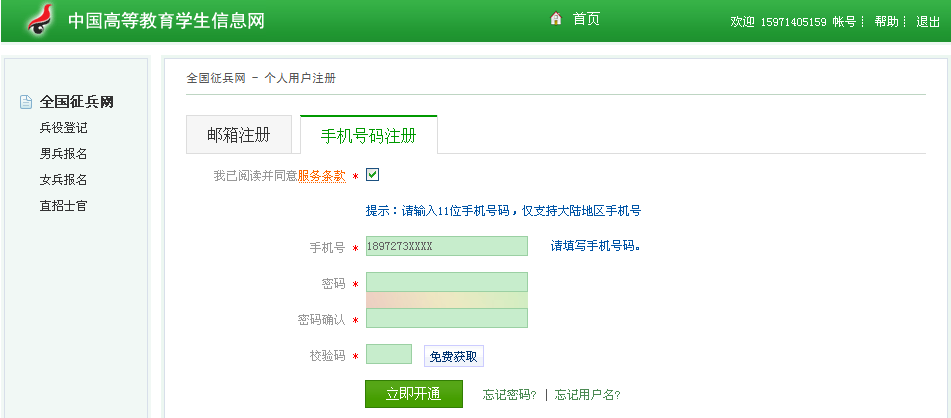 中国高等教育学生信息网
首页
欢迎 15971405159 帐号 帮助 退出
全国征兵网
兵役登记
男兵报名
女兵报名
直招士官
全国征兵网 - 个人用户注册
邮箱注册
手机号码注册
我已阅读并同意服务条款 *
提示：请输入11位手机号码，仅支持大陆地区手机号
手机号 * 1897273XXXX 请填写手机号码。
密码 *
密码确认 *
校验码 * 免费获取
立即开通 忘记密码? | 忘记用户名?